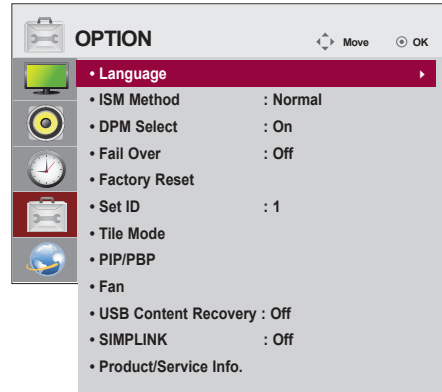 OPTION Move OK
• Language
• ISM Method : Normal
• DPM Select : On
• Fail Over : Off
• Factory Reset
• Set ID : 1
• Tile Mode
• PIP/PBP
• Fan
• USB Content Recovery : Off
• SIMPLINK : Off
• Product/Service Info.